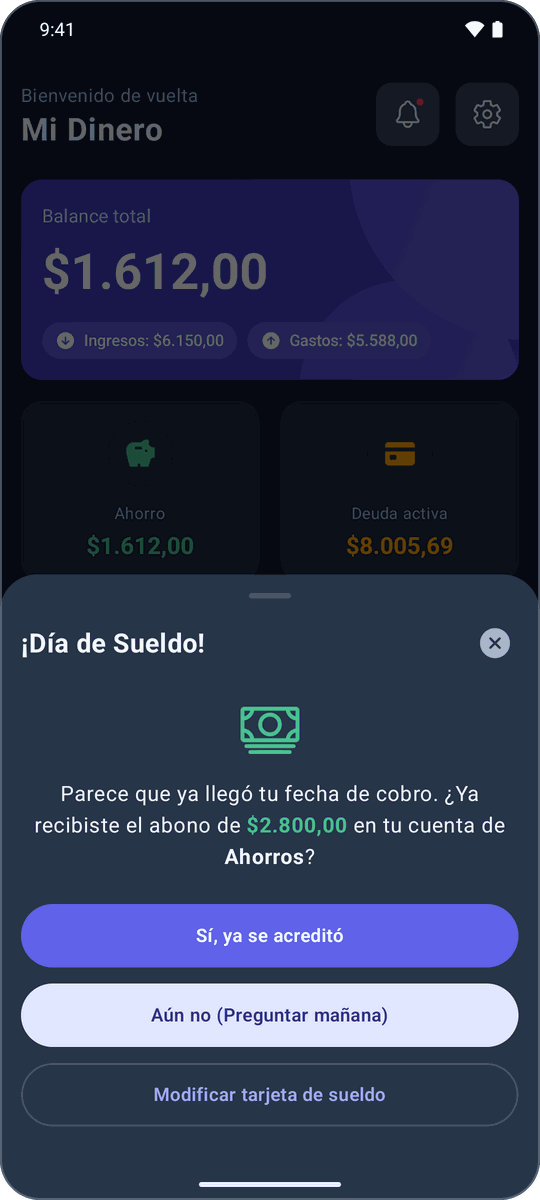 9:41
Bienvenido de vuelta
Mi Dinero
Balance total
$1.612,00
Ingresos: $6.150,00
Gastos: $5.588,00
Ahorro
$1.612,00
Deuda activa
$8.005,69
¡Día de Sueldo!
Parece que ya llegó tu fecha de cobro. ¿Ya
recibiste el abono de $2.800,00 en tu cuenta de
Ahorros?
Sí, ya se acreditó
Aún no (Preguntar mañana)
Modificar tarjeta de sueldo